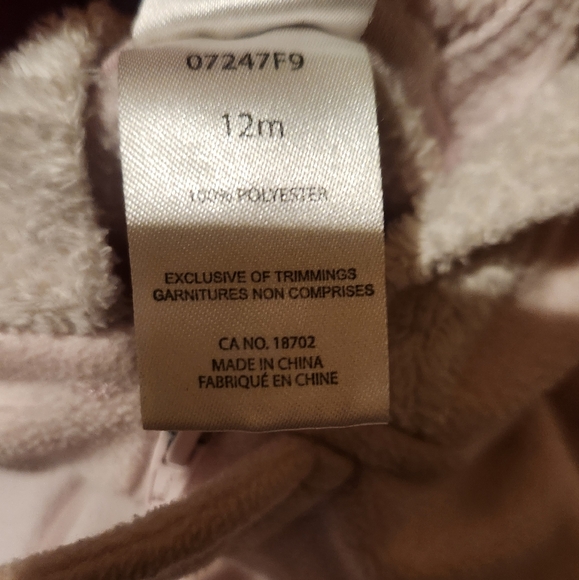 07247F9
12m
100% POLYESTER
EXCLUSIVE OF TRIMMINGS
GARNITURES NON COMPRISES
CA NO. 18702
MADE IN CHINA
FABRIQUÉ EN CHINE